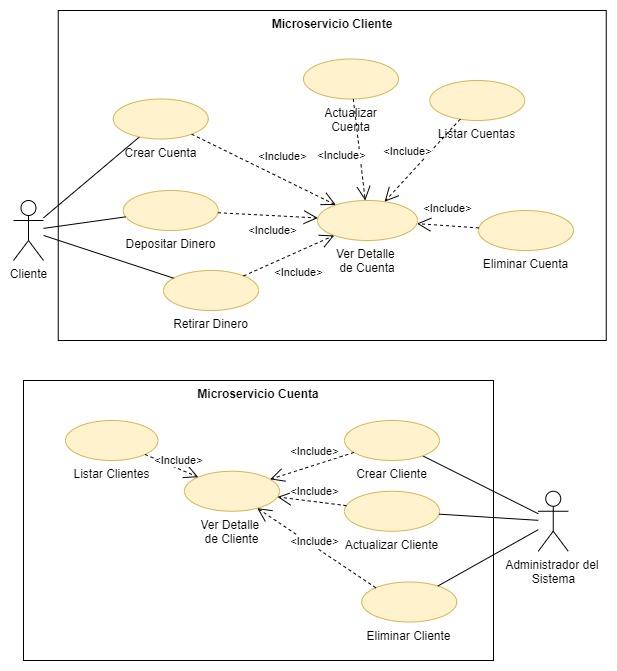 Microservicio Cliente
Actualizar
Cuenta
Listar Cuentas
Crear Cuenta
<Include>
<Include>
<Include>
<Include>
Depositar Dinero
<Include>
Ver Detalle
de Cuenta
Eliminar Cuenta
Cliente
<Include>
Retirar Dinero
Microservicio Cuenta
Listar Clientes
<Include>
<Include>
Crear Cliente
<Include>
Ver Detalle
de Cliente
<Include>
Actualizar Cliente
Administrador del
Sistema
Eliminar Cliente